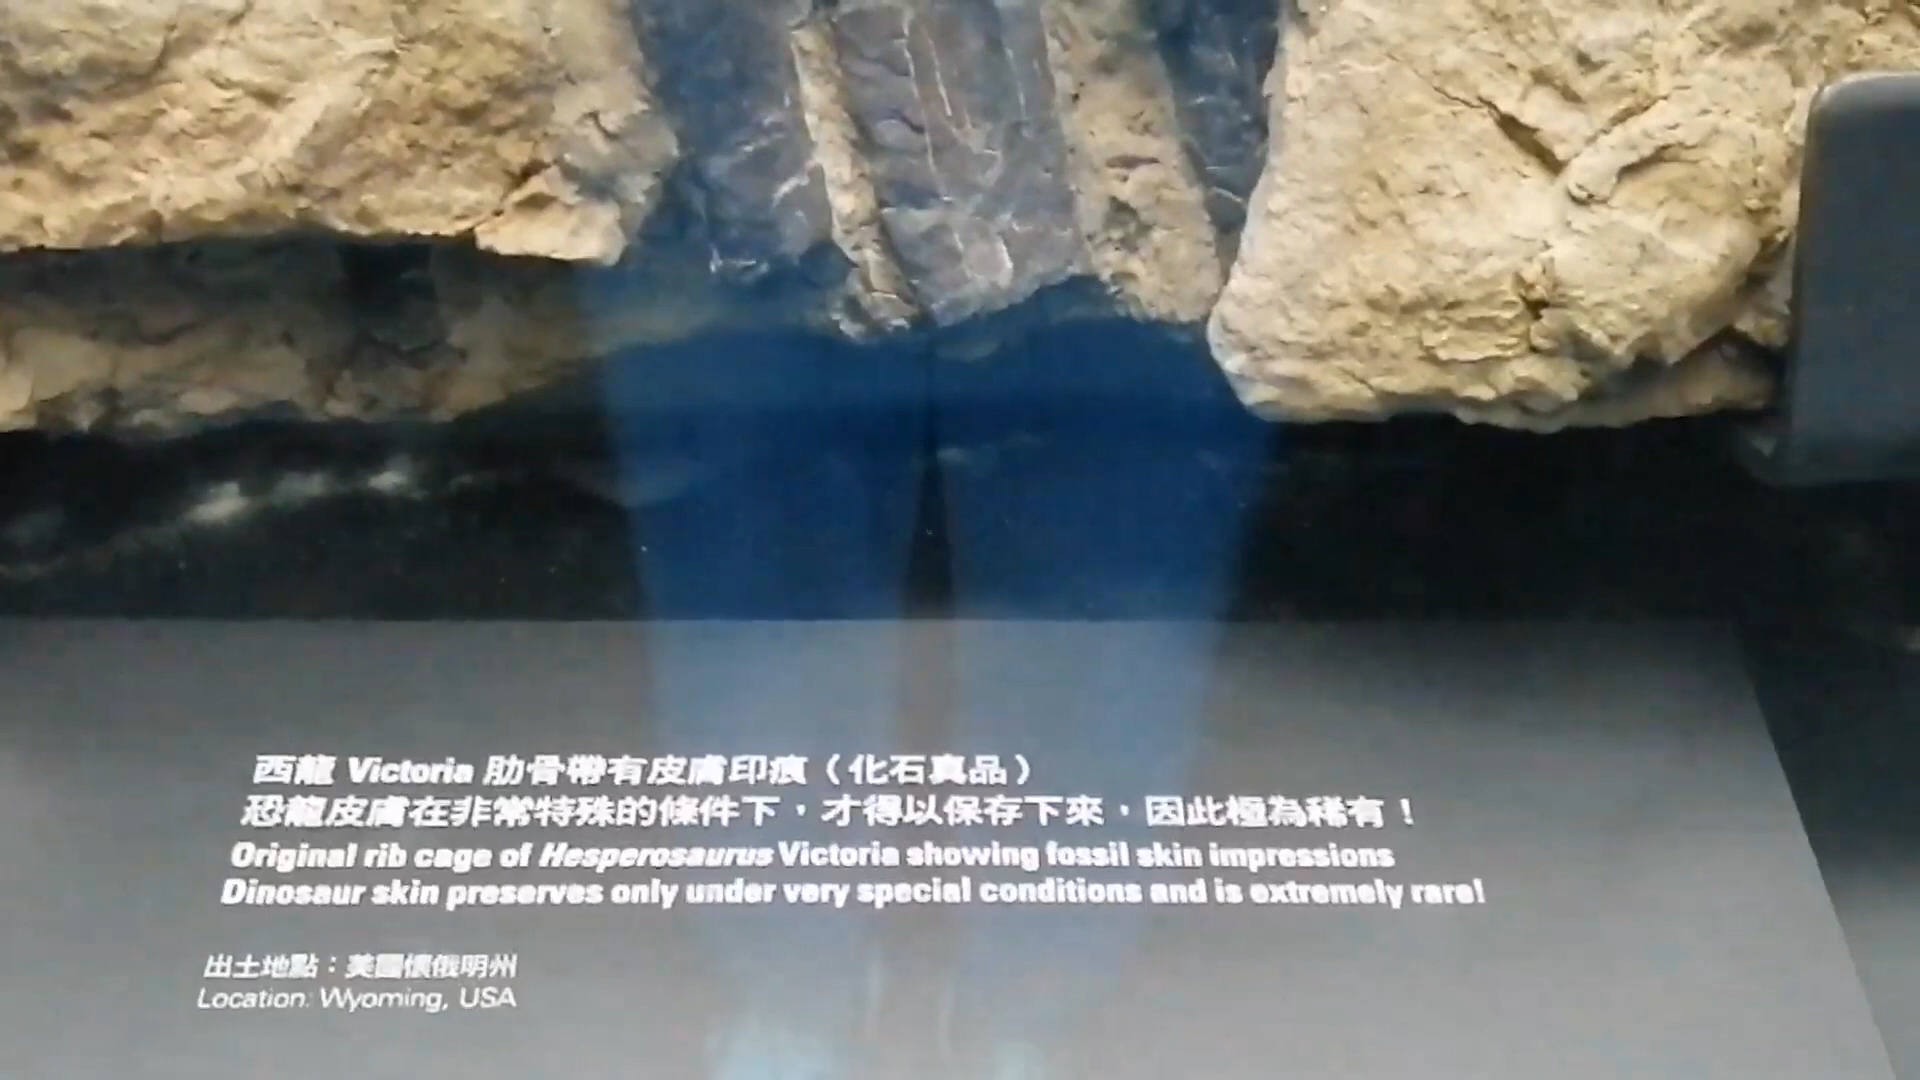 西龍 Victoria 肋骨帶有皮膚印痕（化石真品）
恐龍皮膚在非常特殊的條件下，才得以保存下來，因此極為稀有！
Original rib cage of Hesperosaurus Victoria showing fossil skin impressions
Dinosaur skin preserves only under very special conditions and is extremely rare!
出土地點：美國懷俄明州
Location: Wyoming, USA